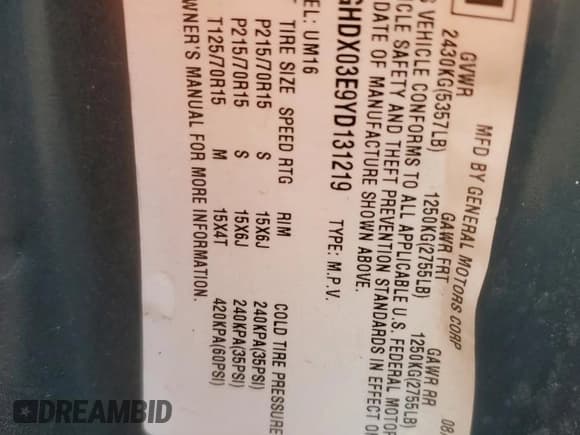 MFD BY GENERAL MOTORS CORP
GVWR GAWR FRT GAWR RR
2430KG(5357LB) 1250KG(2755LB) 1250KG(2755LB)
VEHICLE CONFORMS TO ALL APPLICABLE U.S. FEDERAL MOTOR
CLE SAFETY AND THEFT PREVENTION STANDARDS IN EFFECT O
DATE OF MANUFACTURE SHOWN ABOVE.
GHDX03E9YD131219 TYPE: M.P.V.
EL: UM16
TIRE SIZE SPEED RTG RIM COLD TIRE PRESSURE
P215/70R15 S 15X6J 240KPA(35PSI)
P215/70R15 S 15X6J 240KPA(35PSI)
T125/70R15 M 15X4T 420KPA(60PSI)
WNER'S MANUAL FOR MORE INFORMATION.
DREAMBID